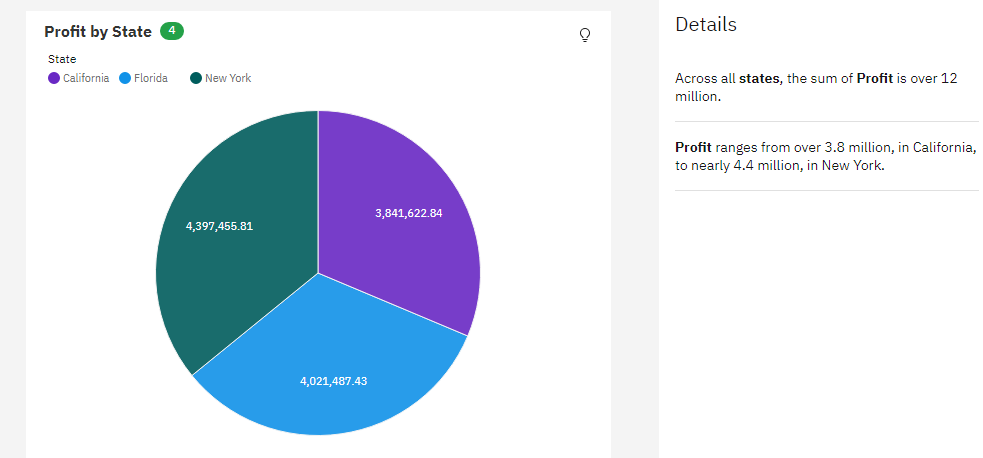 Profit by State 4
State
California Florida New York
3,841,622.84
4,397,455.81
4,021,487.43
Details
Across all states, the sum of Profit is over 12
million.
Profit ranges from over 3.8 million, in California,
to nearly 4.4 million, in New York.